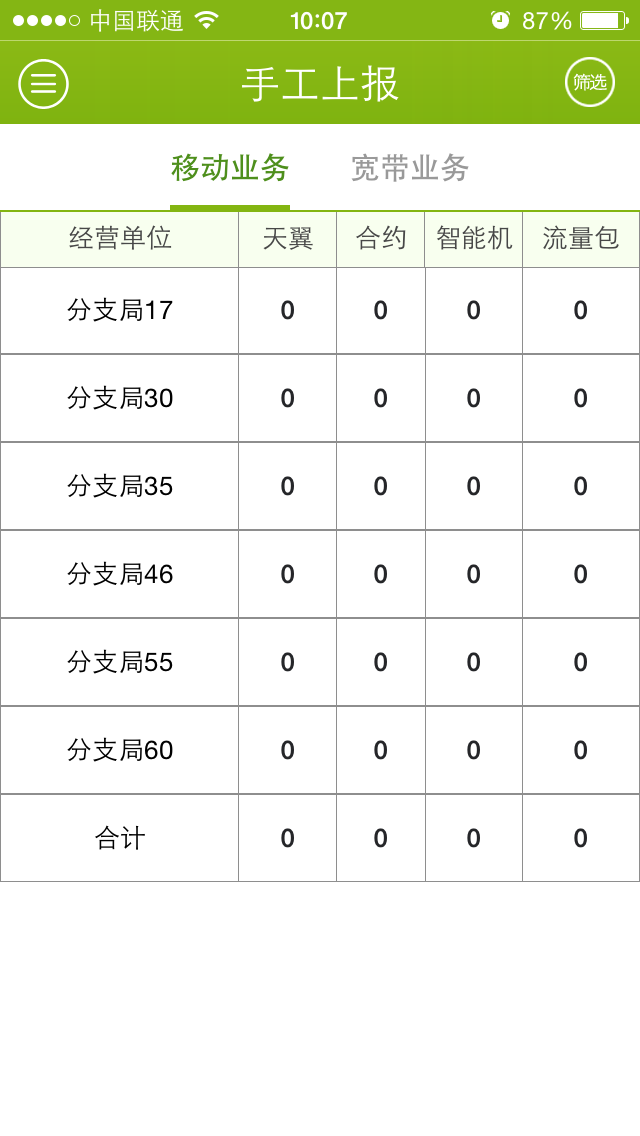 中国联通 10:07 87%
手工上报 筛选
移动业务 宽带业务
经营单位 天翼 合约 智能机 流量包
分支局17 0 0 0 0
分支局30 0 0 0 0
分支局35 0 0 0 0
分支局46 0 0 0 0
分支局55 0 0 0 0
分支局60 0 0 0 0
合计 0 0 0 0